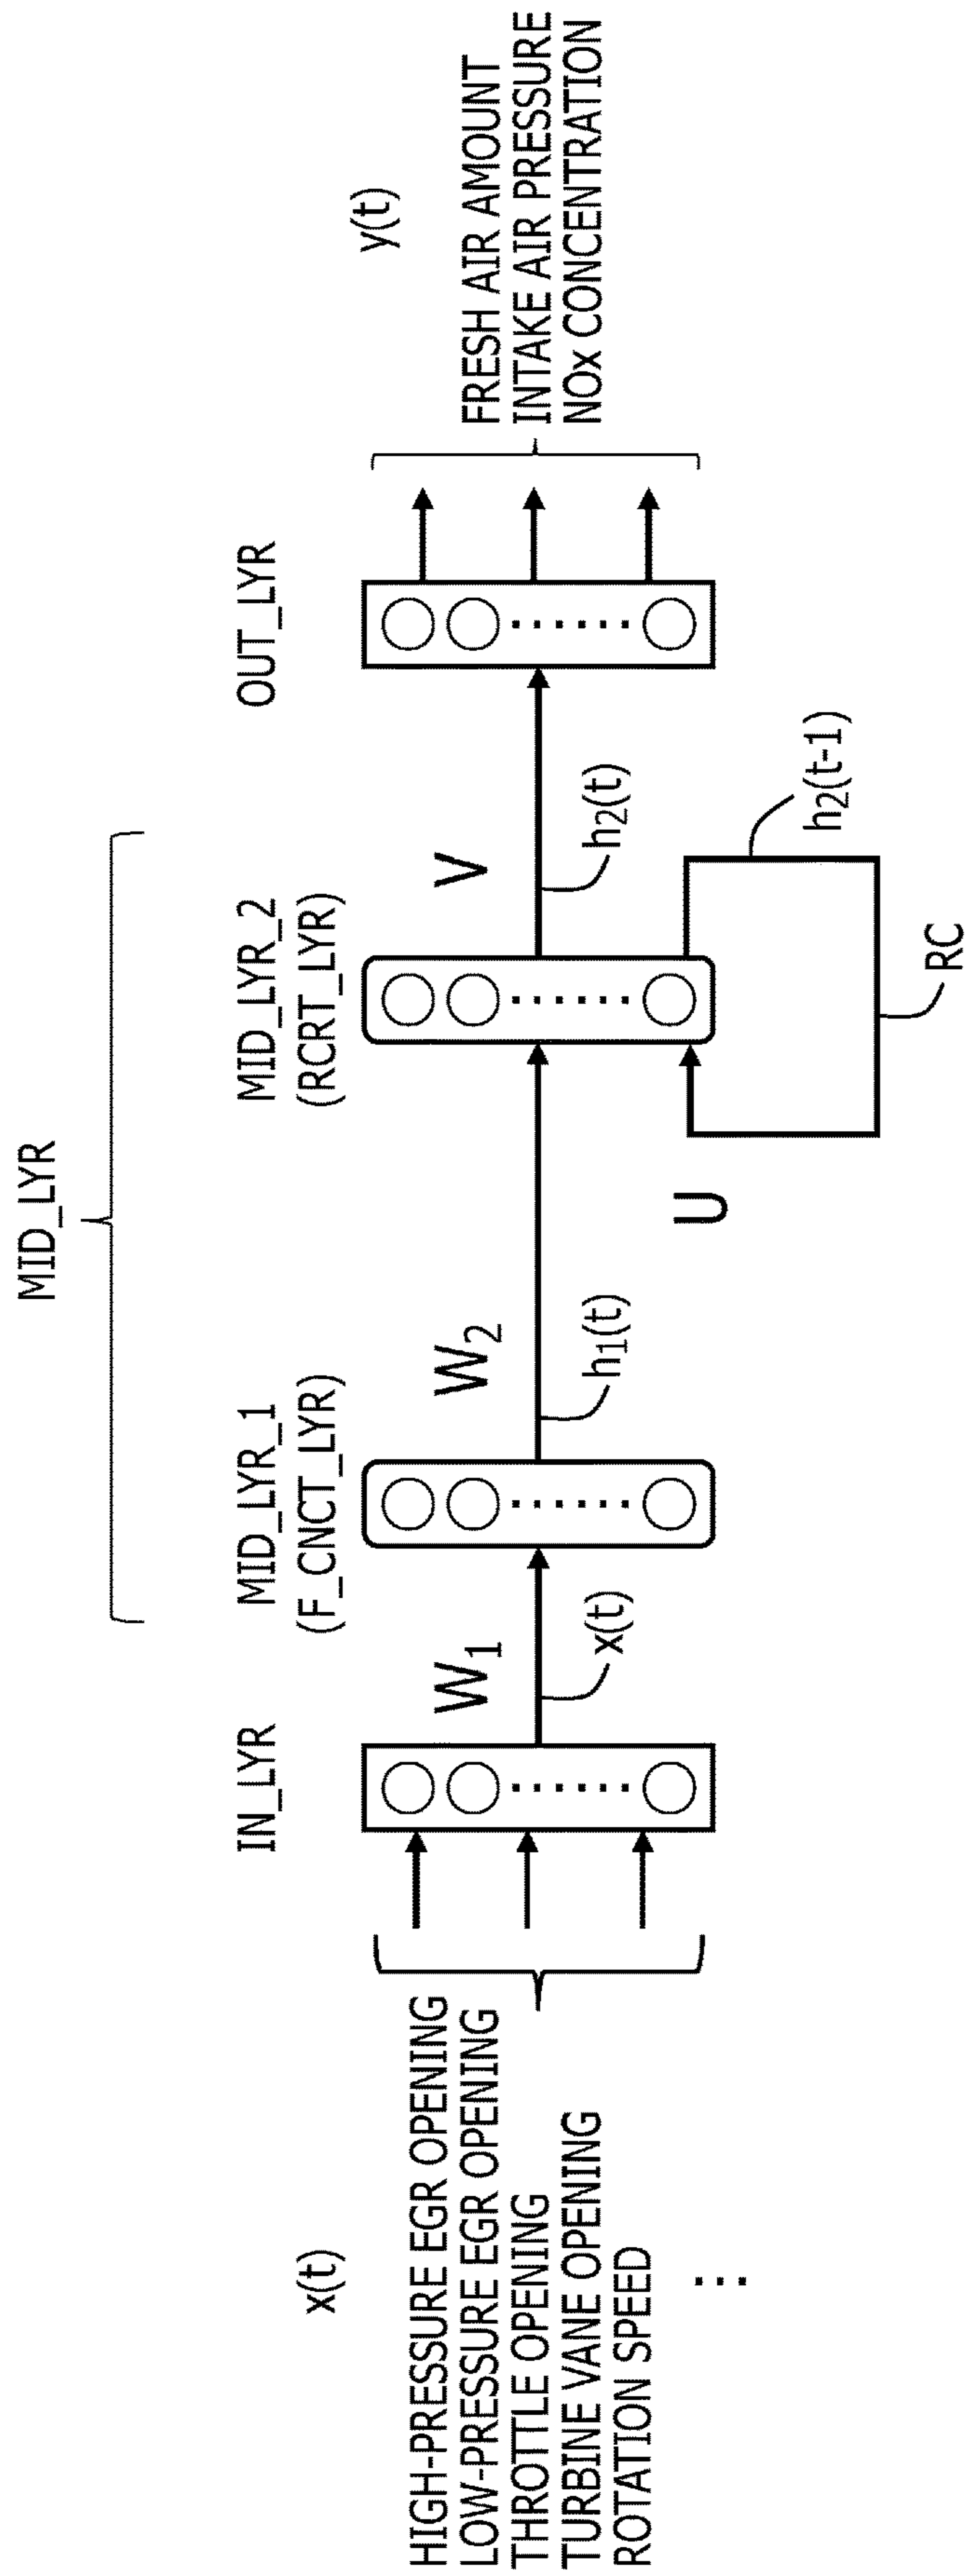 MID_LYR
IN_LYR
MID_LYR_1
(F_CNCT_LYR)
MID_LYR_2
(RCRT_LYR)
OUT_LYR
x(t)
HIGH-PRESSURE EGR OPENING
LOW-PRESSURE EGR OPENING
THROTTLE OPENING
TURBINE VANE OPENING
ROTATION SPEED
...
W1
x(t)
W2
h1(t)
V
h2(t)
U
h2(t-1)
RC
y(t)
FRESH AIR AMOUNT
INTAKE AIR PRESSURE
NOx CONCENTRATION